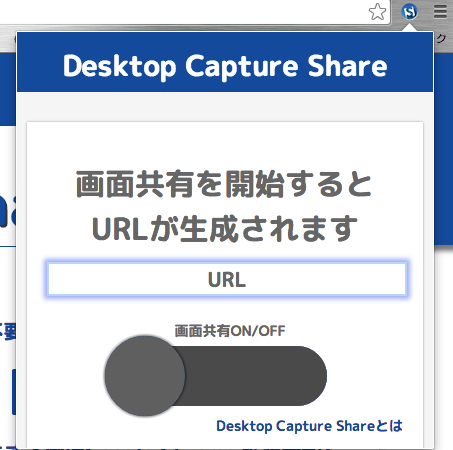 Desktop Capture Share
画面共有を開始すると
URLが生成されます
URL
画面共有ON/OFF
Desktop Capture Shareとは